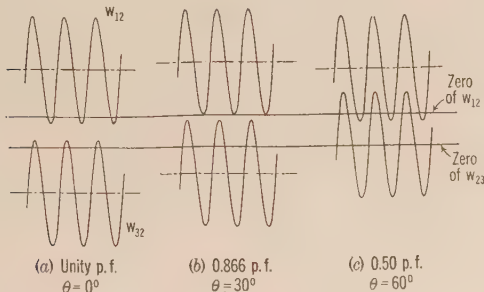 W12
Zero
of W12
Zero
of W23
W32
(a) Unity p.f.
θ = 0°
(b) 0.866 p.f.
θ = 30°
(c) 0.50 p.f.
θ = 60°